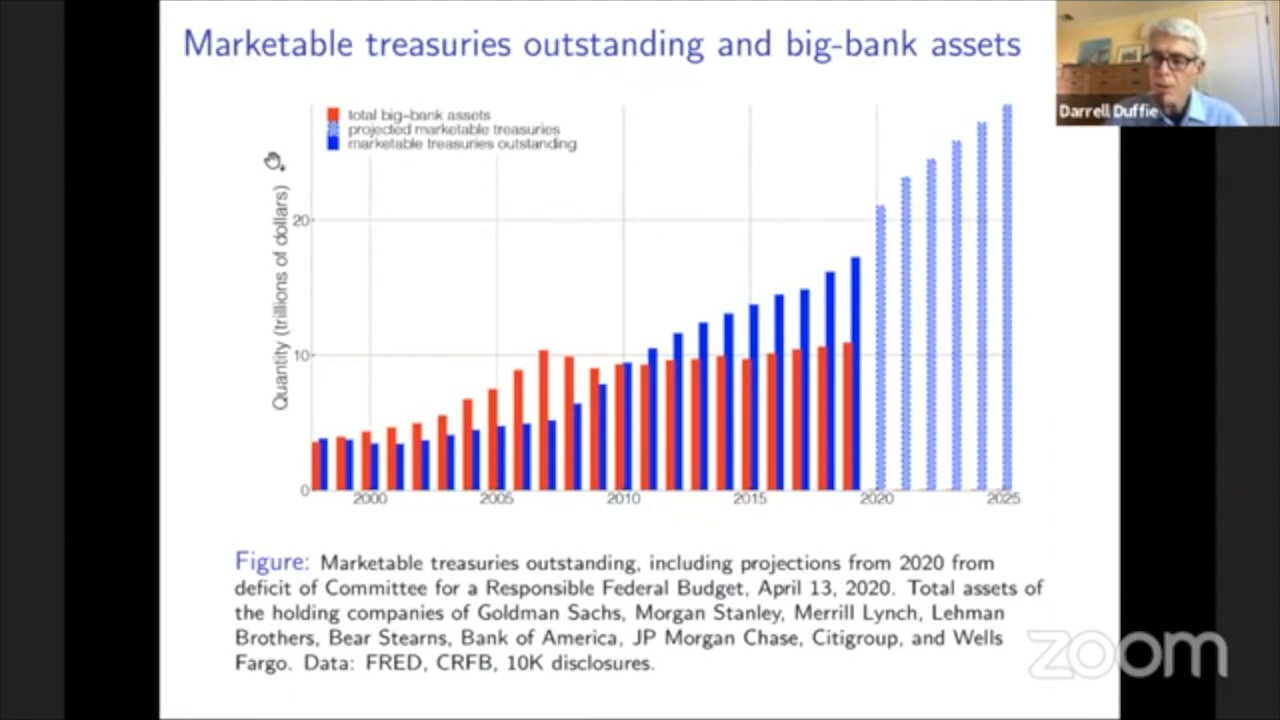 Marketable treasuries outstanding and big-bank assets
Darrell Duffie
total big-bank assets
projected marketable treasuries
marketable treasuries outstanding
Quantity (trillions of dollars)
20
10
0
2000 2005 2010 2015 2020 2025
Figure: Marketable treasuries outstanding, including projections from 2020 from
deficit of Committee for a Responsible Federal Budget, April 13, 2020. Total assets of
the holding companies of Goldman Sachs, Morgan Stanley, Merrill Lynch, Lehman
Brothers, Bear Stearns, Bank of America, JP Morgan Chase, Citigroup, and Wells
Fargo. Data: FRED, CRFB, 10K disclosures.
zoom